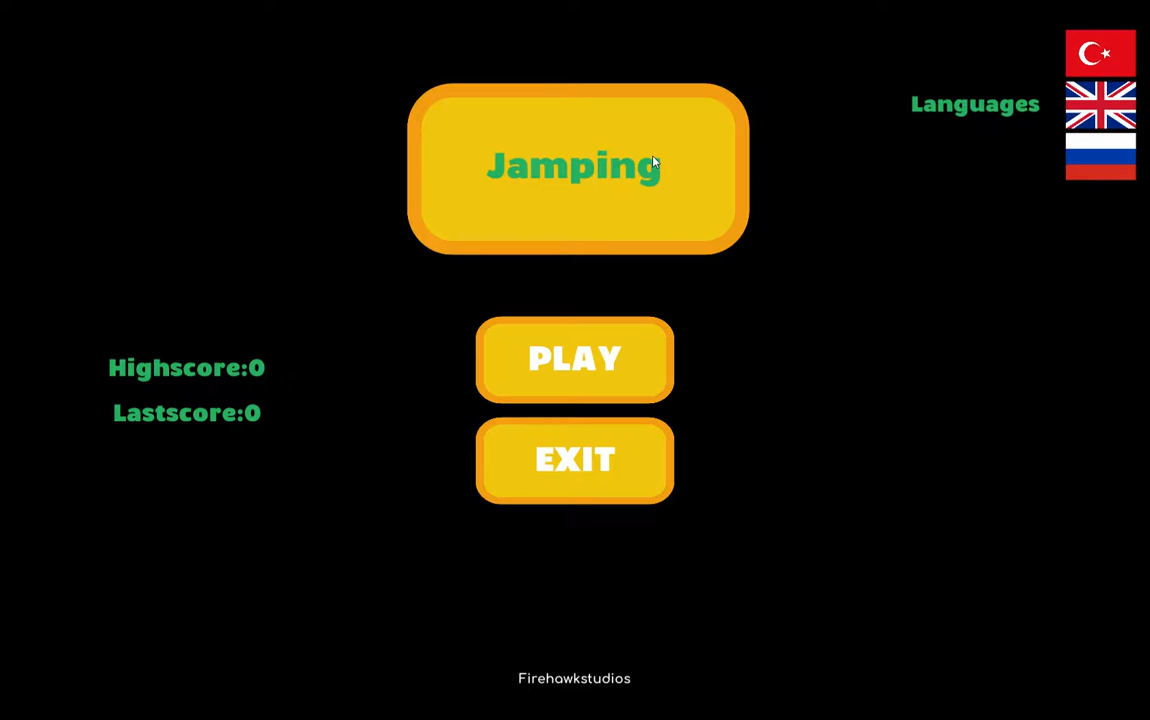 Jamping
Languages
PLAY
Highscore:0
Lastscore:0
EXIT
Firehawkstudios